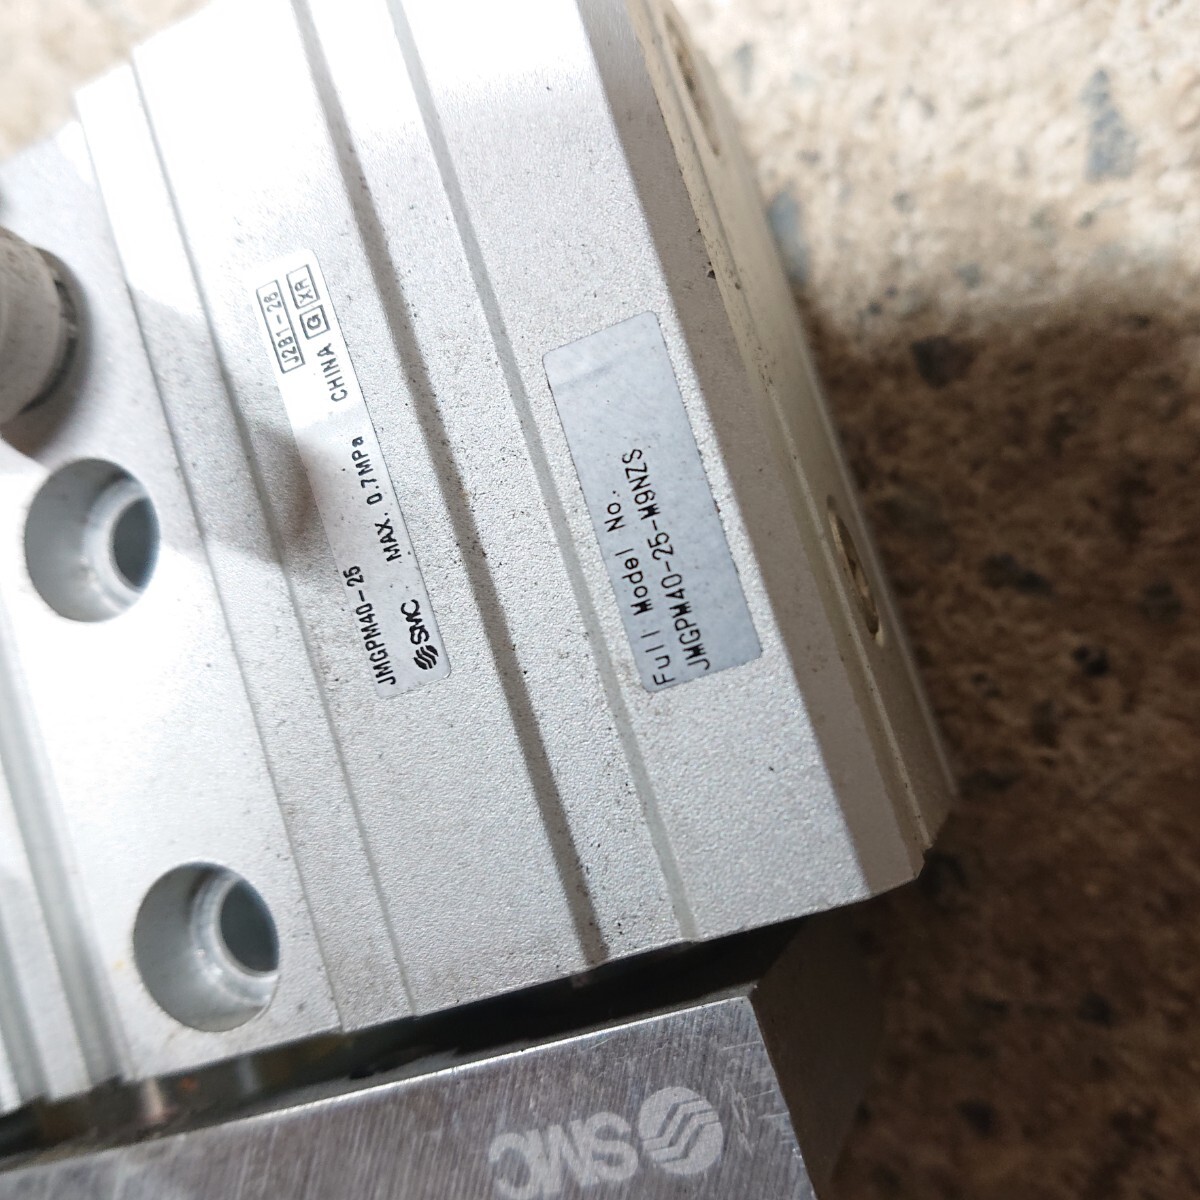 JMGPM40-25
SMC MAX. 0.7MPa CHINA G XR
J281-28
Full Model No.
JMGPM40-25-M9NZS
SMC